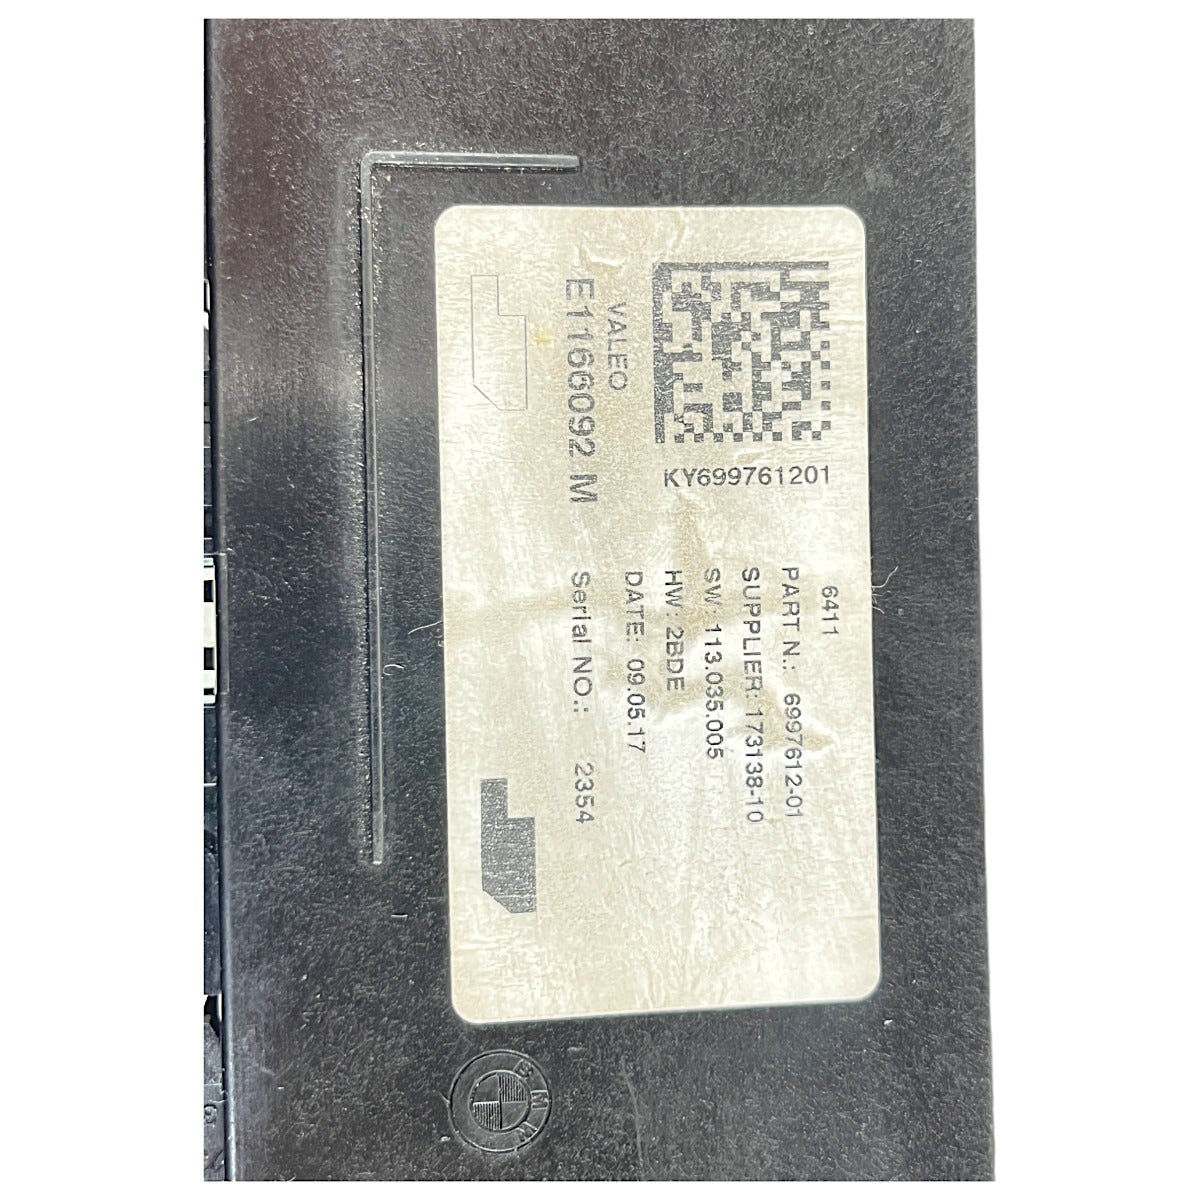 6411
PART N.: 6997612-01
SUPPLIER: 173138-10
SW: 113.035.005
HW: 2BDE
DATE: 09.05.17
Serial NO.: 2354
KY699761201
VALEO
E1166092 M
BMW